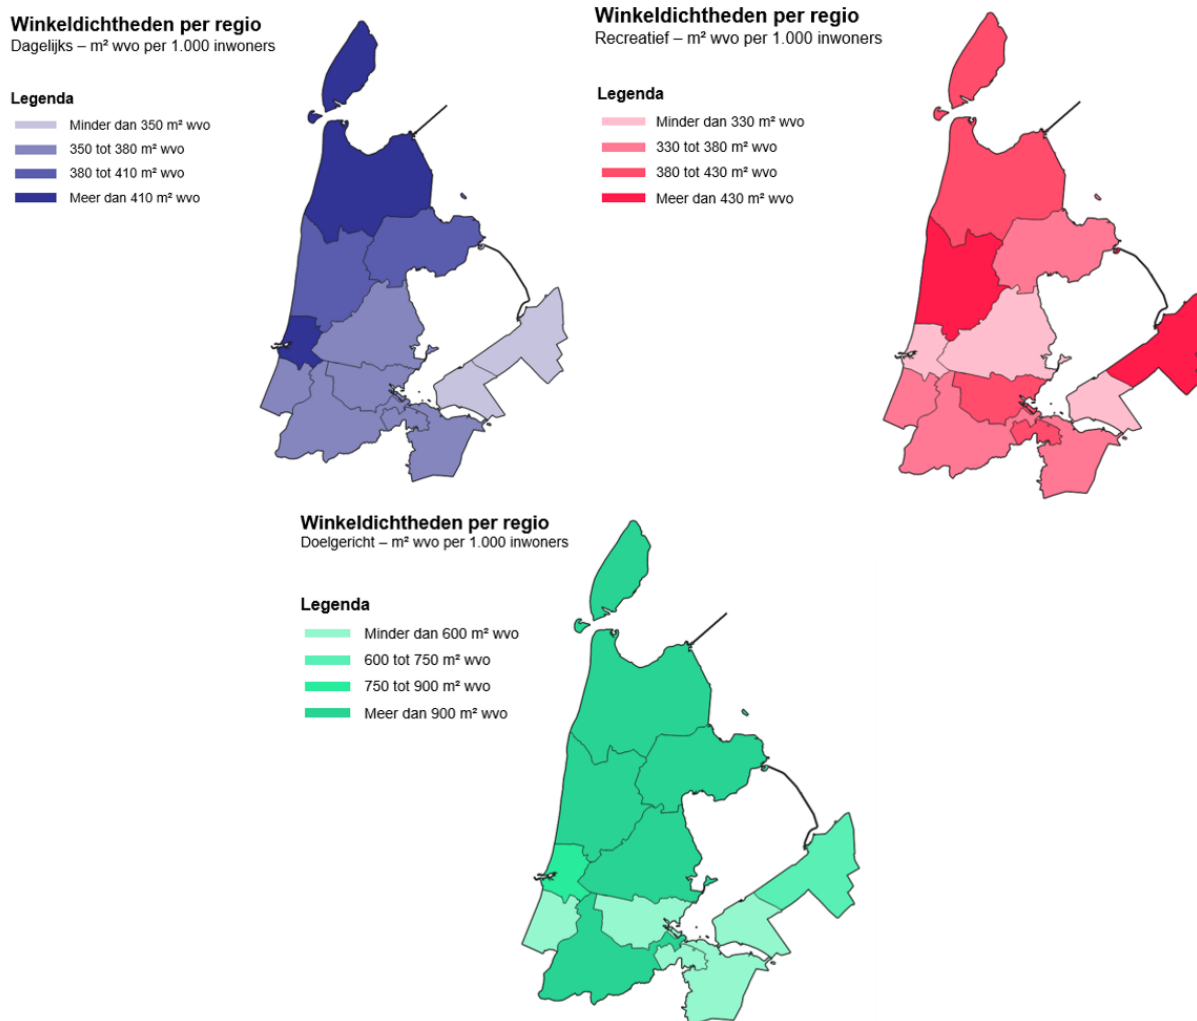 Winkeldichtheden per regio
Dagelijks – m² wvo per 1.000 inwoners
Legenda
Minder dan 350 m² wvo
350 tot 380 m² wvo
380 tot 410 m² wvo
Meer dan 410 m² wvo
Winkeldichtheden per regio
Recreatief – m² wvo per 1.000 inwoners
Legenda
Minder dan 330 m² wvo
330 tot 380 m² wvo
380 tot 430 m² wvo
Meer dan 430 m² wvo
Winkeldichtheden per regio
Doelgericht – m² wvo per 1.000 inwoners
Legenda
Minder dan 600 m² wvo
600 tot 750 m² wvo
750 tot 900 m² wvo
Meer dan 900 m² wvo